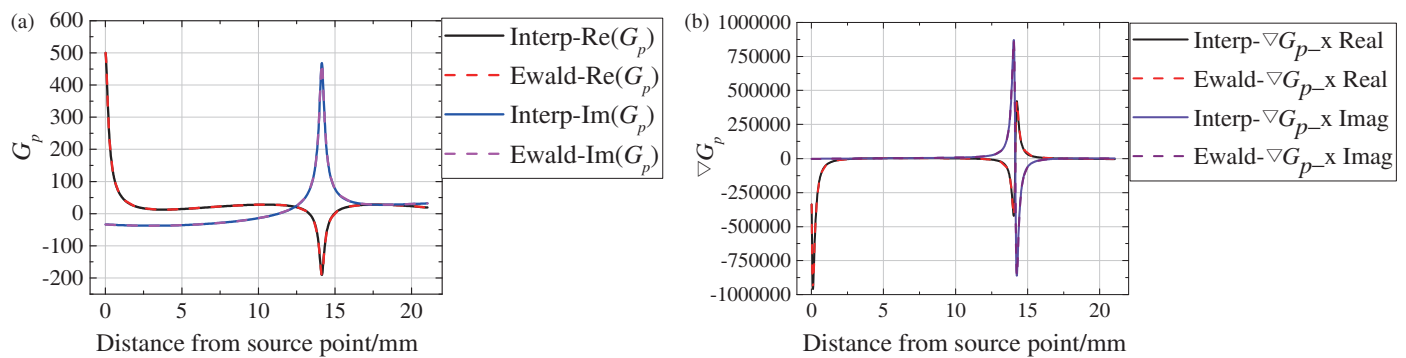 (a)
600
500
400
300
200
100
0
-100
-200
G_p
0 5 10 15 20
Distance from source point/mm
Interp-Re(G_p)
Ewald-Re(G_p)
Interp-Im(G_p)
Ewald-Im(G_p)
(b)
1000000
750000
500000
250000
0
-250000
-500000
-750000
-1000000
▽G_p
0 5 10 15 20
Distance from source point/mm
Interp-▽G_p_x Real
Ewald-▽G_p_x Real
Interp-▽G_p_x Imag
Ewald-▽G_p_x Imag